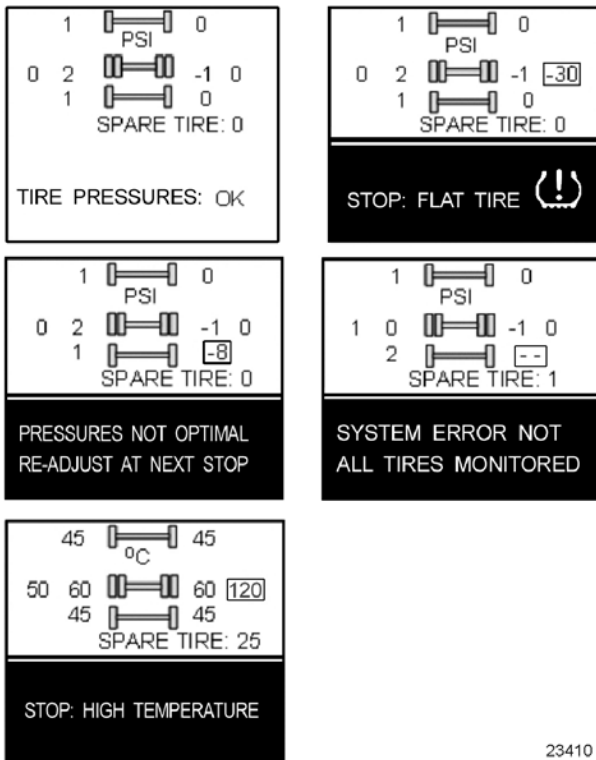 1 0
PSI
0 2 -1 0
1 0
SPARE TIRE: 0
TIRE PRESSURES: OK
1 0
PSI
0 2 -1 -30
1 0
SPARE TIRE: 0
STOP: FLAT TIRE
1 0
PSI
0 2 -1 0
1 -8
SPARE TIRE: 0
PRESSURES NOT OPTIMAL
RE-ADJUST AT NEXT STOP
1 0
PSI
1 0 -1 0
2 --
SPARE TIRE: 1
SYSTEM ERROR NOT
ALL TIRES MONITORED
45 45
ºC
50 60 60 120
45 45
SPARE TIRE: 25
STOP: HIGH TEMPERATURE
23410